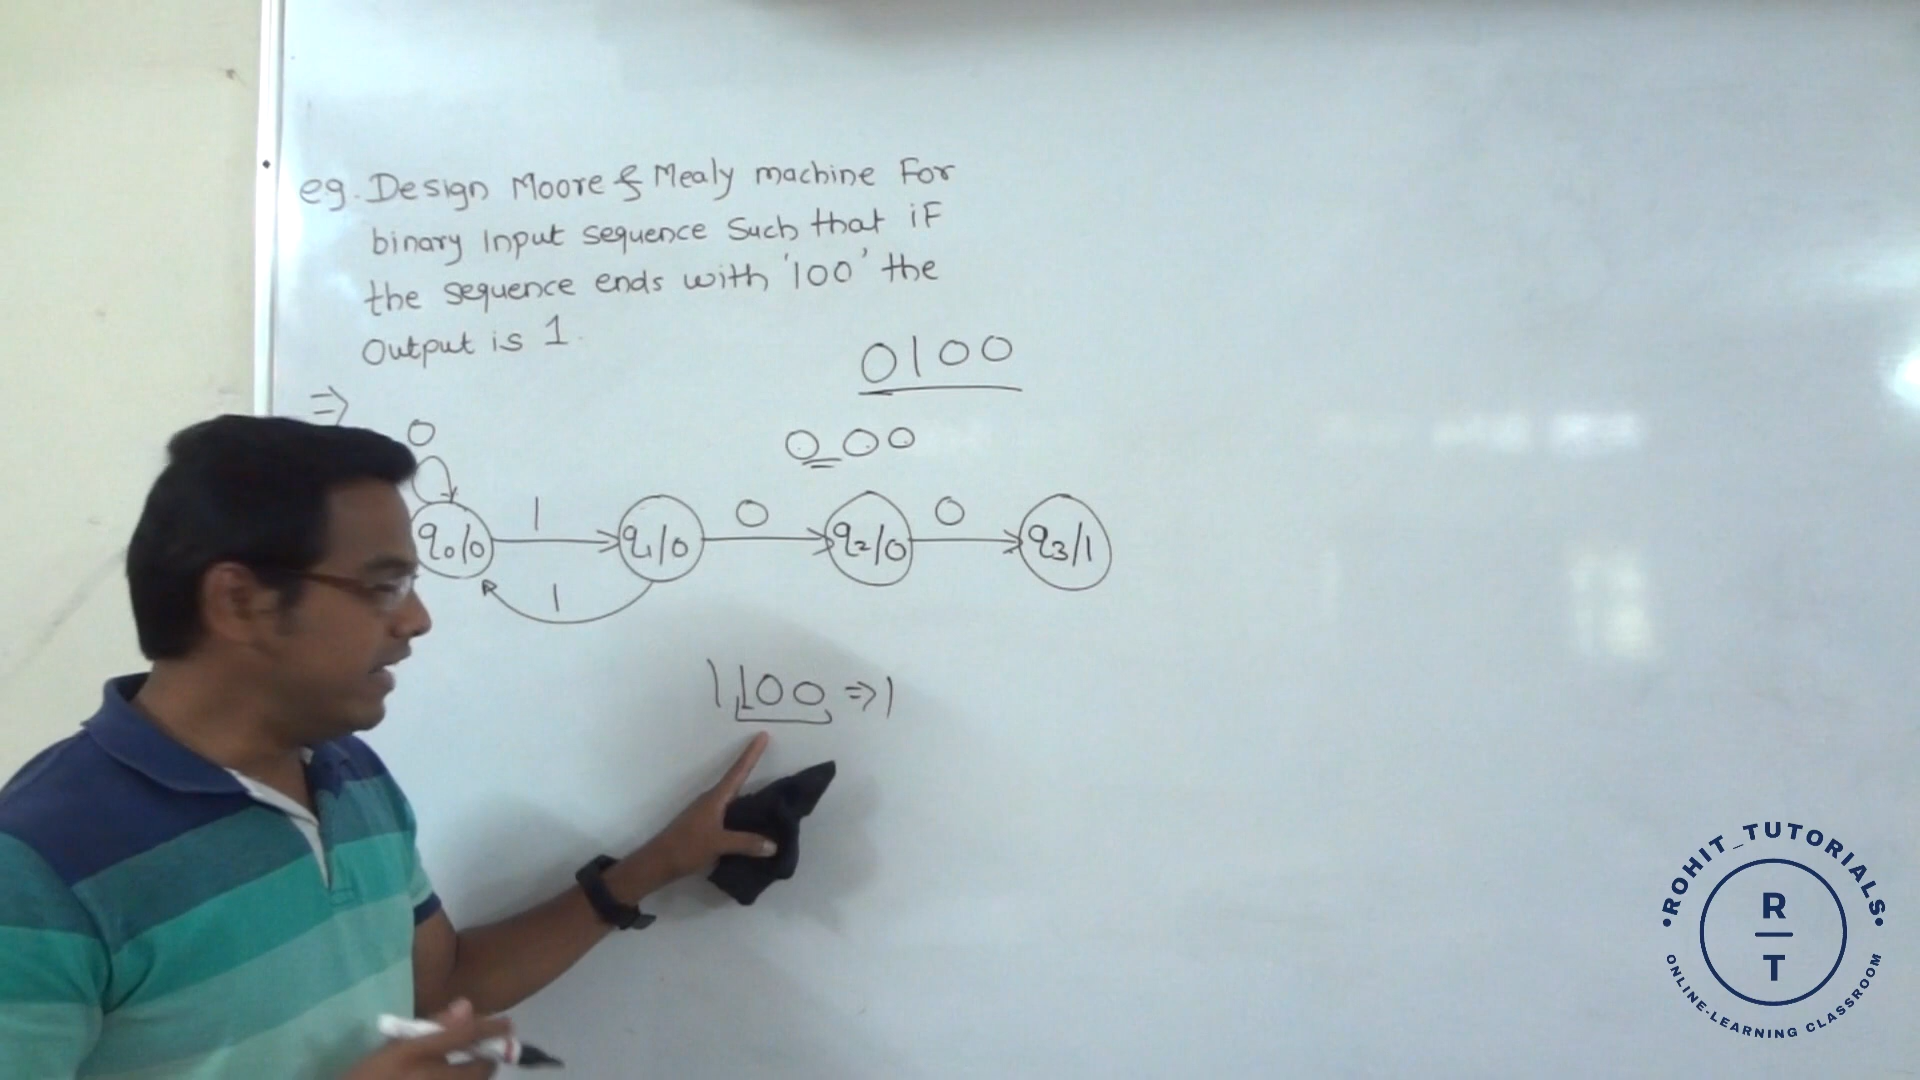 eg. Design Moore & Mealy machine For
binary Input sequence Such that iF
the sequence ends with '100' the
Output is 1.
0100
=>
0
000
1 0 0
q0/0 q1/0 q2/0 q3/1
1
1100 => 1
•ROHIT_TUTORIALS•
R
T
ONLINE-LEARNING CLASSROOM